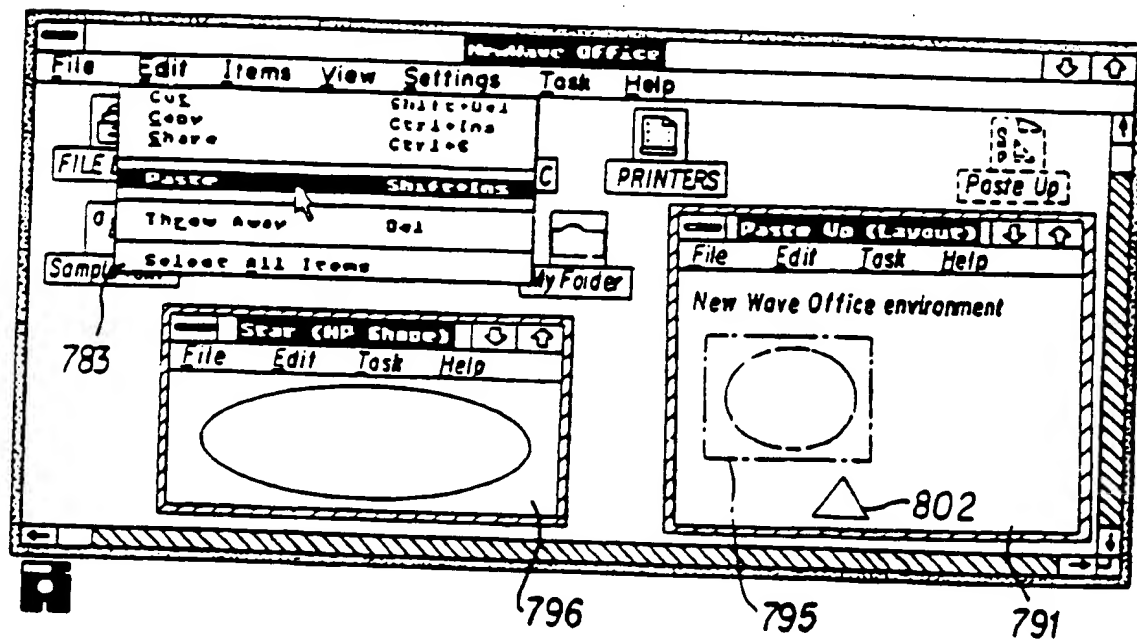 NewWave Office
File Edit Items View Settings Task Help
Cut Shift+Del
Copy Ctrl+Ins
Share Ctrl+S
FILE C PRINTERS Paste Up
Paste Shift+Ins
Throw Away Del
Select All Items
Sampl My Folder
Paste Up (Layout)
File Edit Task Help
New Wave Office environment
783
Star (HP Shape)
File Edit Task Help
802
796 795 791